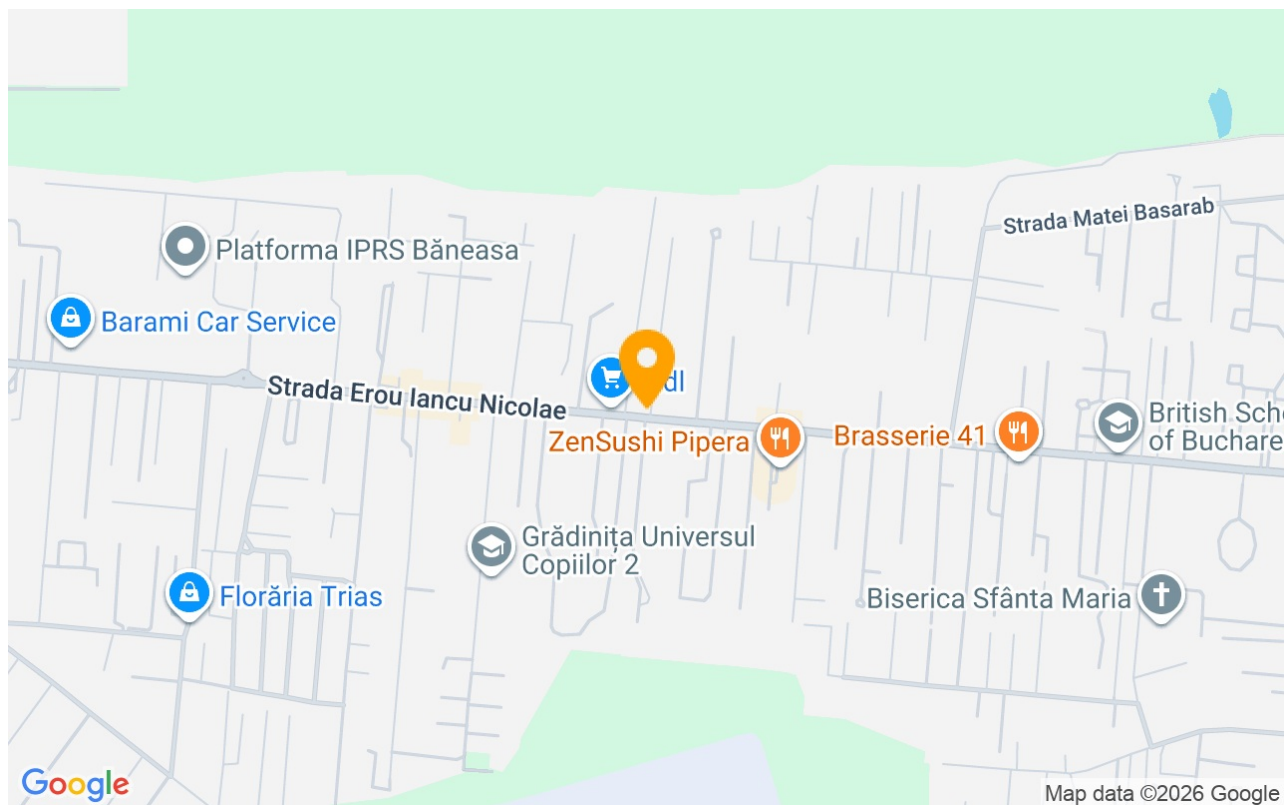 Strada Matei Basarab
Platforma IPRS Băneasa
Barami Car Service
Strada Erou Iancu Nicolae
dl
ZenSushi Pipera
Brasserie 41
British Sch
of Buchare
Grădinița Universul
Copiilor 2
Florăria Trias
Biserica Sfânta Maria
Google
Map data ©2026 Google